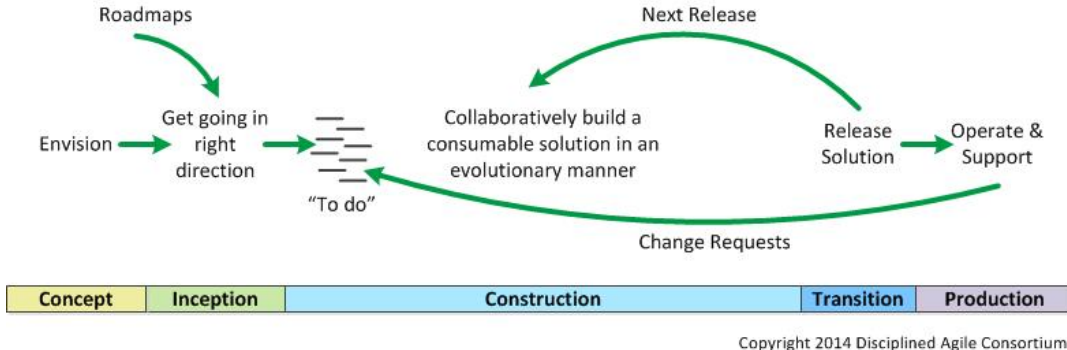 Roadmaps
Next Release
Envision
Get going in
right
direction
“To do”
Collaboratively build a
consumable solution in an
evolutionary manner
Release
Solution
Operate &
Support
Change Requests
Concept
Inception
Construction
Transition
Production
Copyright 2014 Disciplined Agile Consortium